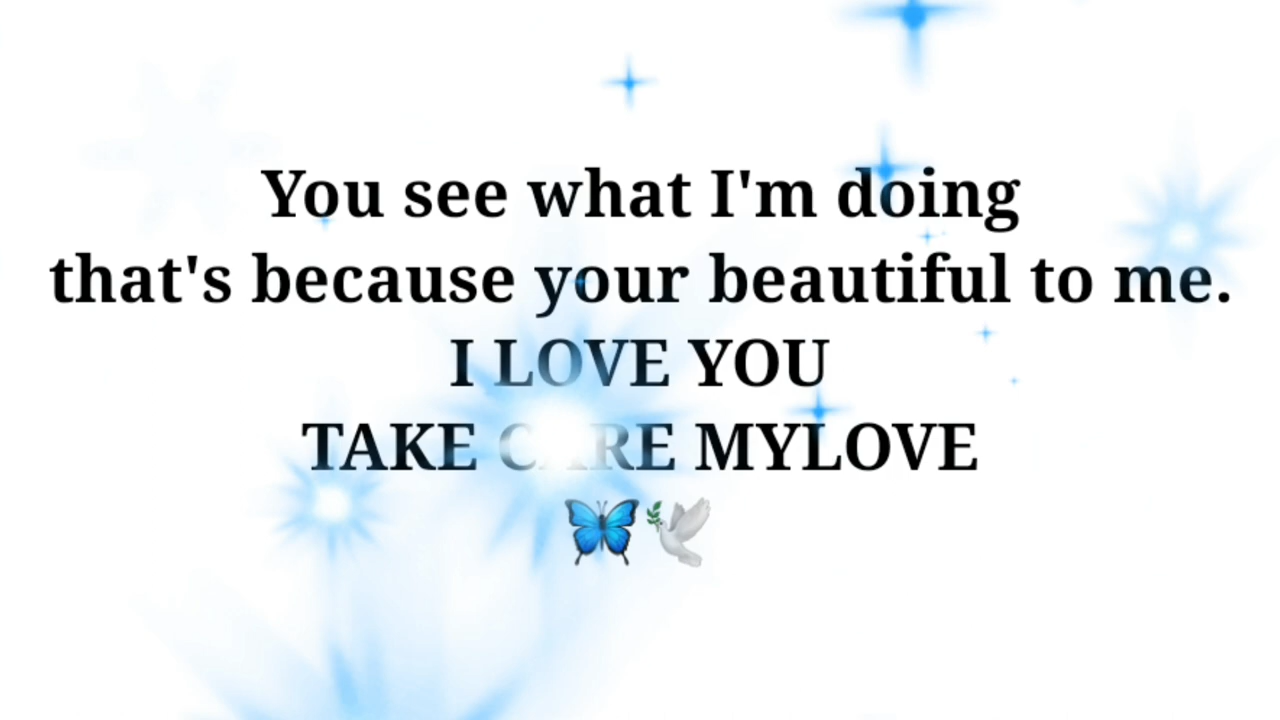 You see what I'm doing
that's because your beautiful to me.
I LOVE YOU
TAKE CARE MYLOVE
🦋🕊️